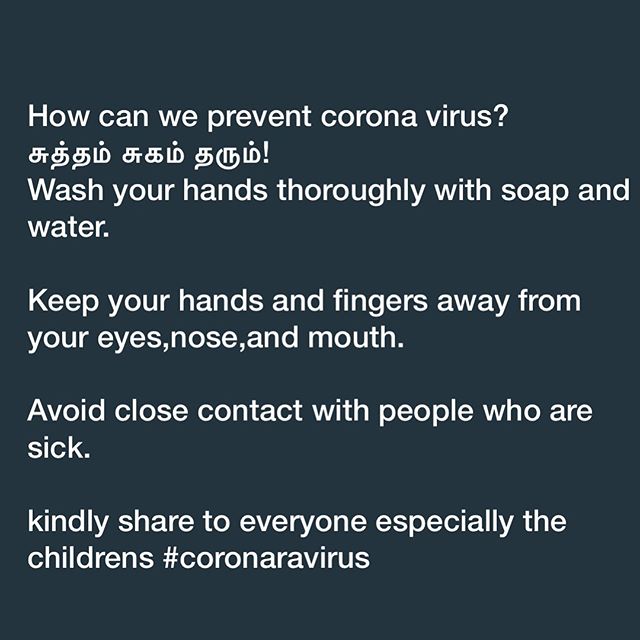 How can we prevent corona virus?
சுத்தம் சுகம் தரும்!
Wash your hands thoroughly with soap and
water.
Keep your hands and fingers away from
your eyes,nose,and mouth.
Avoid close contact with people who are
sick.
kindly share to everyone especially the
childrens #coronaravirus